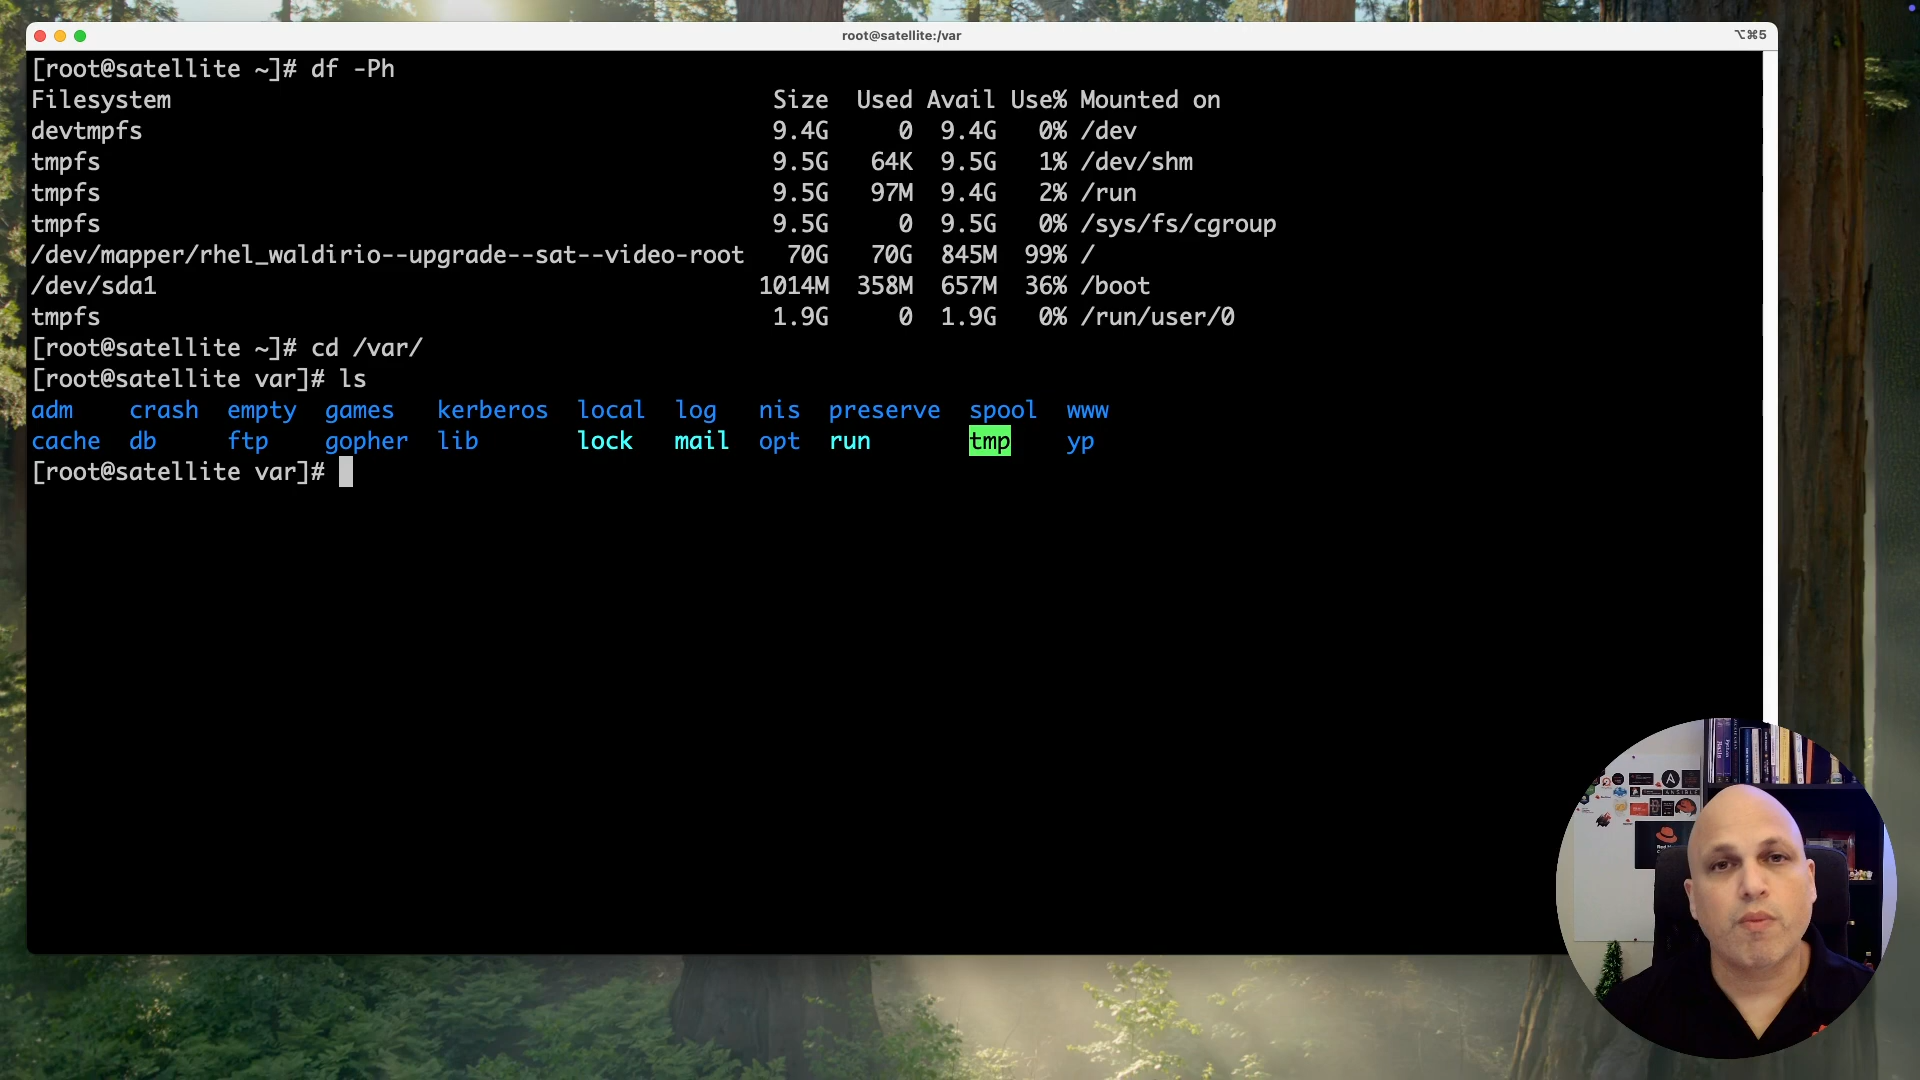 root@satellite:/var
⌥⌘5
[root@satellite ~]# df -Ph
Filesystem Size Used Avail Use% Mounted on
devtmpfs 9.4G 0 9.4G 0% /dev
tmpfs 9.5G 64K 9.5G 1% /dev/shm
tmpfs 9.5G 97M 9.4G 2% /run
tmpfs 9.5G 0 9.5G 0% /sys/fs/cgroup
/dev/mapper/rhel_waldirio--upgrade--sat--video-root 70G 70G 845M 99% /
/dev/sda1 1014M 358M 657M 36% /boot
tmpfs 1.9G 0 1.9G 0% /run/user/0
[root@satellite ~]# cd /var/
[root@satellite var]# ls
adm crash empty games kerberos local log nis preserve spool www
cache db ftp gopher lib lock mail opt run tmp yp
[root@satellite var]#
ANSIBLE